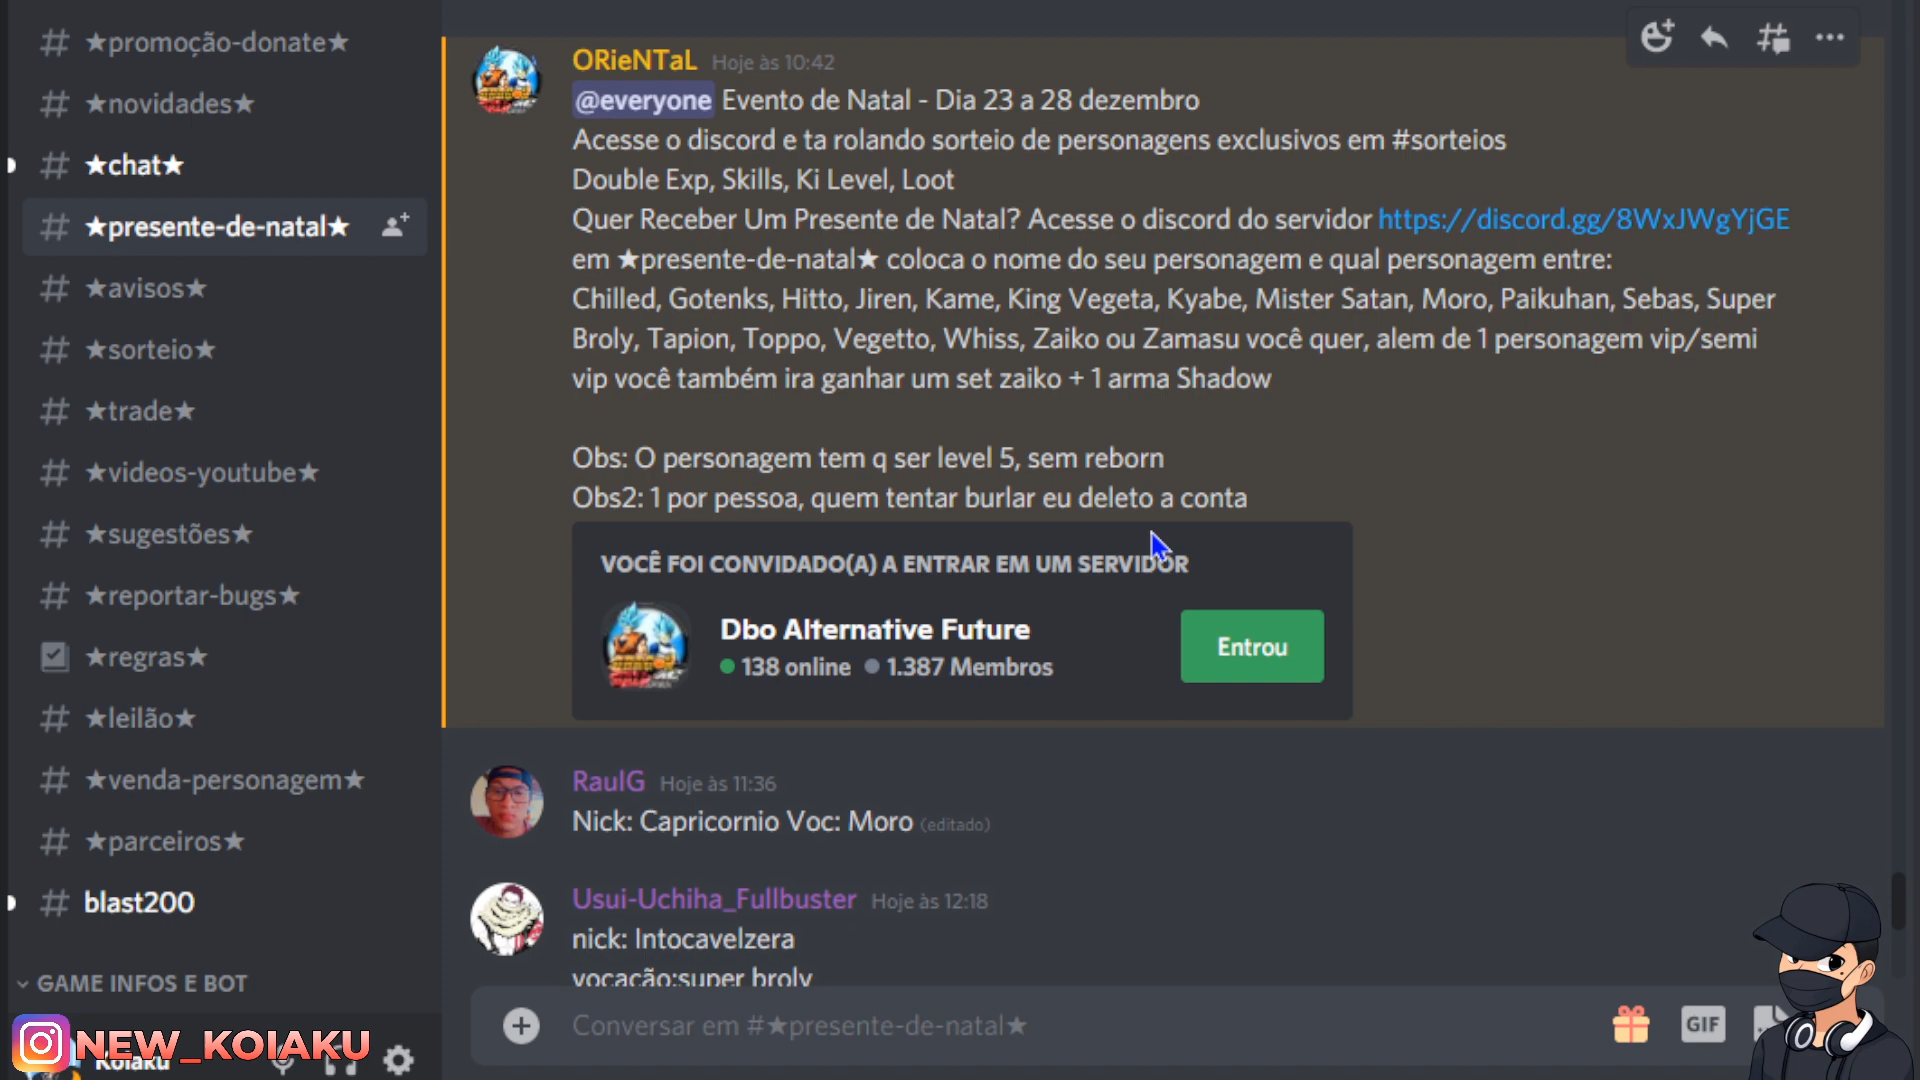 ★promoção-donate★
★novidades★
★chat★
★presente-de-natal★
★avisos★
★sorteio★
★trade★
★videos-youtube★
★sugestões★
★reportar-bugs★
★regras★
★leilão★
★venda-personagem★
★parceiros★
blast200
GAME INFOS E BOT
NEW_KOIAKU
Koiaku
ORieNTaL Hoje às 10:42
@everyone Evento de Natal - Dia 23 a 28 dezembro
Acesse o discord e ta rolando sorteio de personagens exclusivos em #sorteios
Double Exp, Skills, Ki Level, Loot
Quer Receber Um Presente de Natal? Acesse o discord do servidor https://discord.gg/8WxJWgYjGE
em ★presente-de-natal★ coloca o nome do seu personagem e qual personagem entre:
Chilled, Gotenks, Hitto, Jiren, Kame, King Vegeta, Kyabe, Mister Satan, Moro, Paikuhan, Sebas, Super
Broly, Tapion, Toppo, Vegetto, Whiss, Zaiko ou Zamasu você quer, alem de 1 personagem vip/semi
vip você também ira ganhar um set zaiko + 1 arma Shadow
Obs: O personagem tem q ser level 5, sem reborn
Obs2: 1 por pessoa, quem tentar burlar eu deleto a conta
VOCÊ FOI CONVIDADO(A) A ENTRAR EM UM SERVIDOR
Dbo Alternative Future
138 online 1.387 Membros
Entrou
RaulG Hoje às 11:36
Nick: Capricornio Voc: Moro (editado)
Usui-Uchiha_Fullbuster Hoje às 12:18
nick: Intocavelzera
vocação:super broly
Conversar em #★presente-de-natal★
GIF